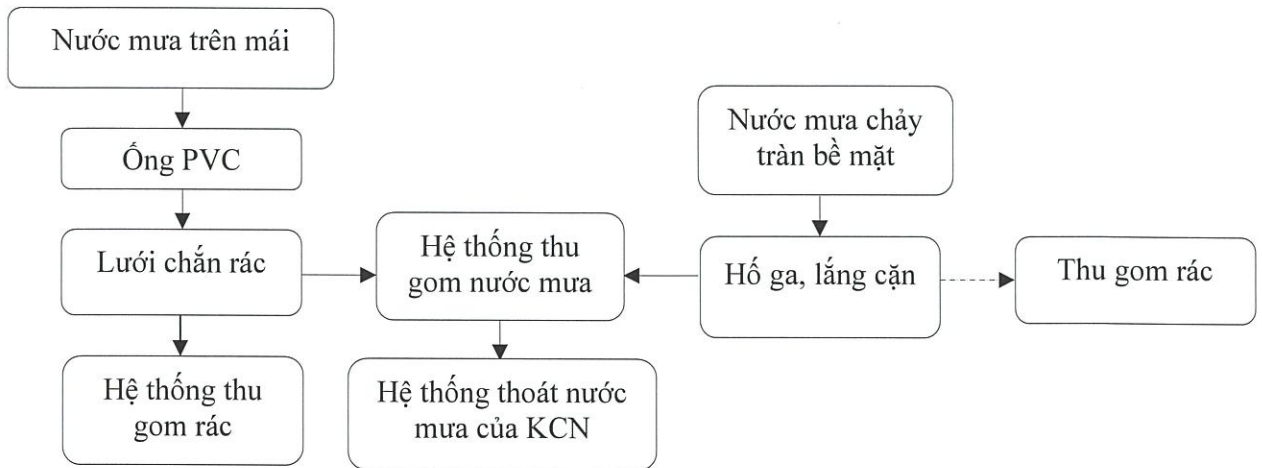 Nước mưa trên mái
Ống PVC
Lưới chắn rác
Hệ thống thu
gom rác
Hệ thống thu
gom nước mưa
Hệ thống thoát nước
mưa của KCN
Nước mưa chảy
tràn bề mặt
Hố ga, lắng cặn
Thu gom rác